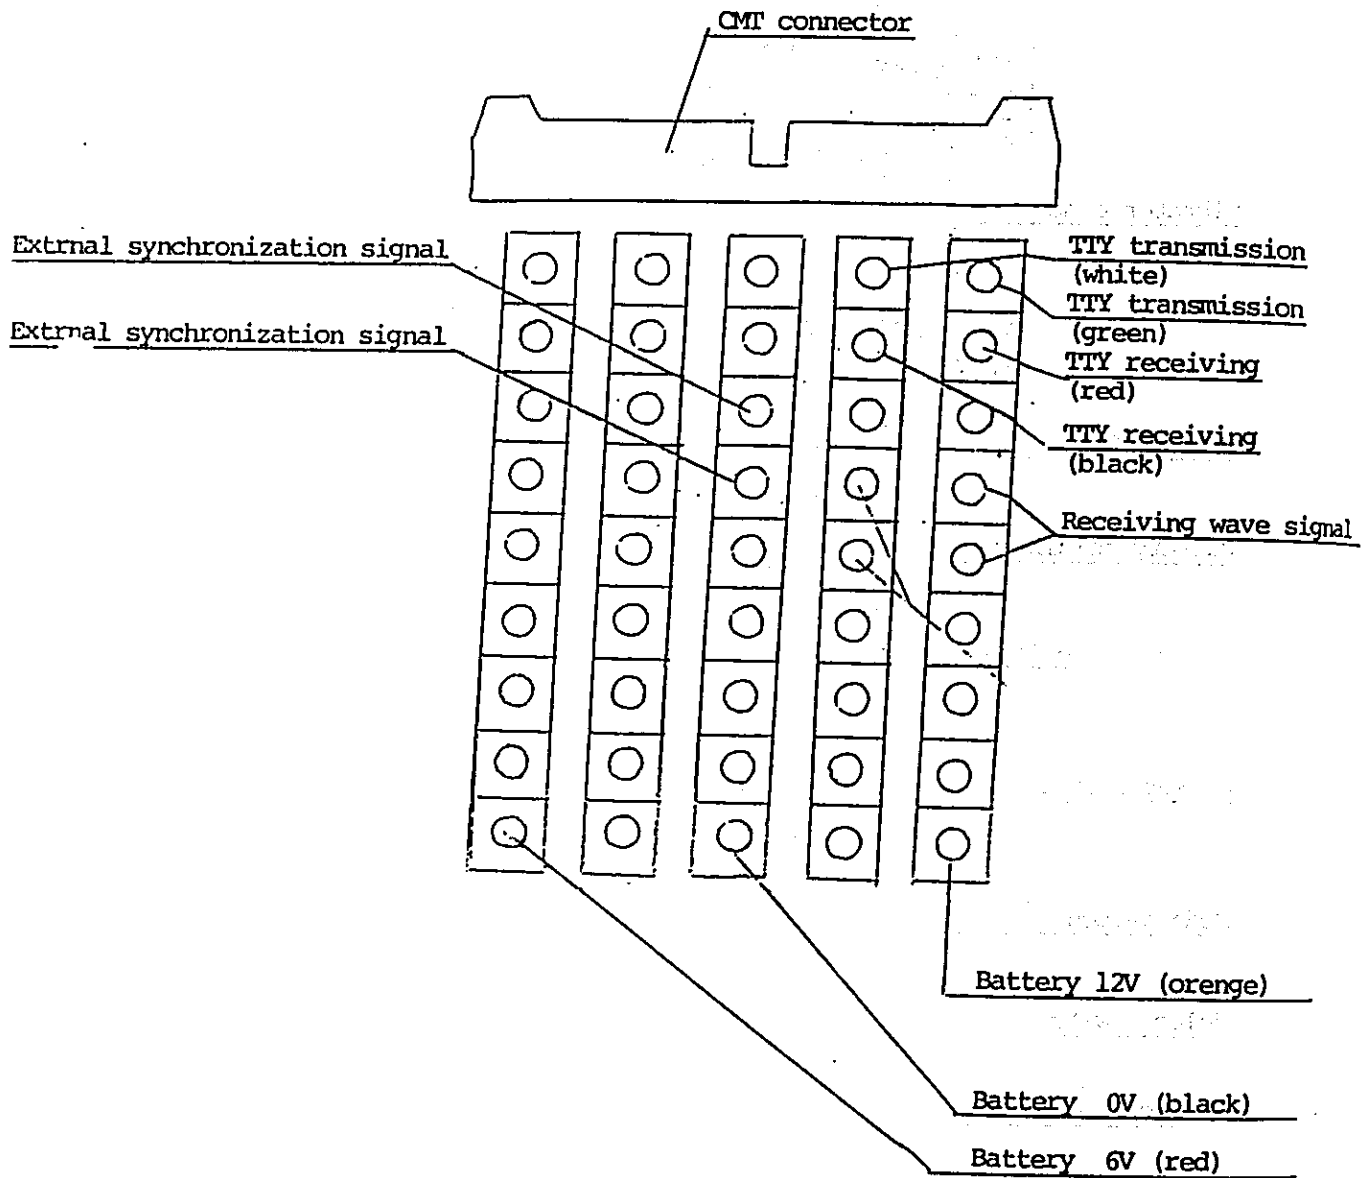 CMT connector
Extrnal synchronization signal
Extrnal synchronization signal
TTY transmission
(white)
TTY transmission
(green)
TTY receiving
(red)
TTY receiving
(black)
Receiving wave signal
Battery 12V (orenge)
Battery 0V (black)
Battery 6V (red)